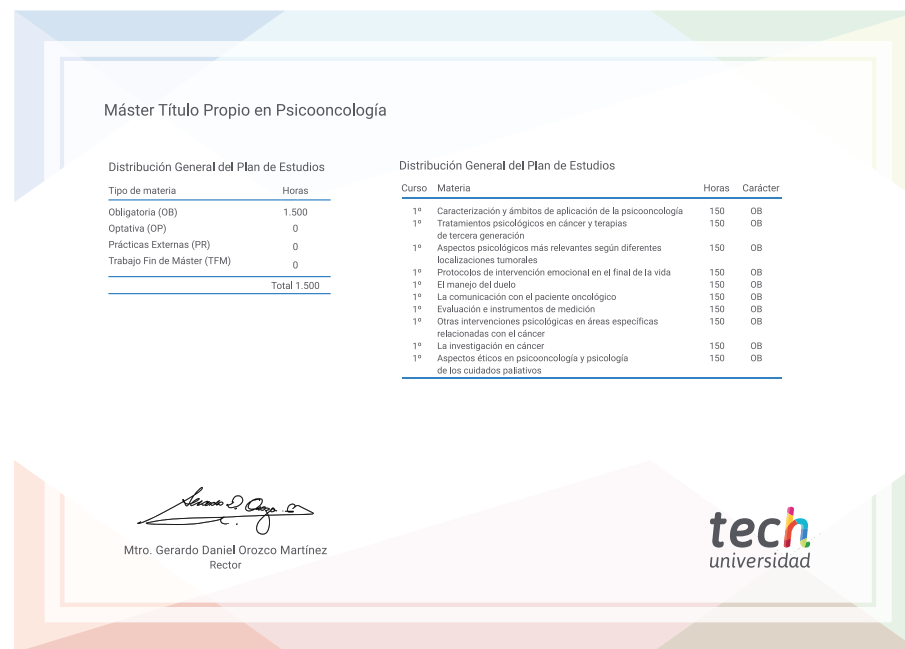 Máster Título Propio en Psicooncología
Distribución General del Plan de Estudios
Tipo de materia Horas
Obligatoria (OB) 1.500
Optativa (OP) 0
Prácticas Externas (PR) 0
Trabajo Fin de Máster (TFM) 0
Total 1.500
Distribución General del Plan de Estudios
Curso Materia Horas Carácter
1º Caracterización y ámbitos de aplicación de la psicooncología 150 OB
1º Tratamientos psicológicos en cáncer y terapias 150 OB
de tercera generación
1º Aspectos psicológicos más relevantes según diferentes 150 OB
localizaciones tumorales
1º Protocolos de intervención emocional en el final de la vida 150 OB
1º El manejo del duelo 150 OB
1º La comunicación con el paciente oncológico 150 OB
1º Evaluación e instrumentos de medición 150 OB
1º Otras intervenciones psicológicas en áreas específicas 150 OB
relacionadas con el cáncer
1º La investigación en cáncer 150 OB
1º Aspectos éticos en psicooncología y psicología 150 OB
de los cuidados paliativos
Mtro. Gerardo Daniel Orozco Martínez
Rector
tech
universidad